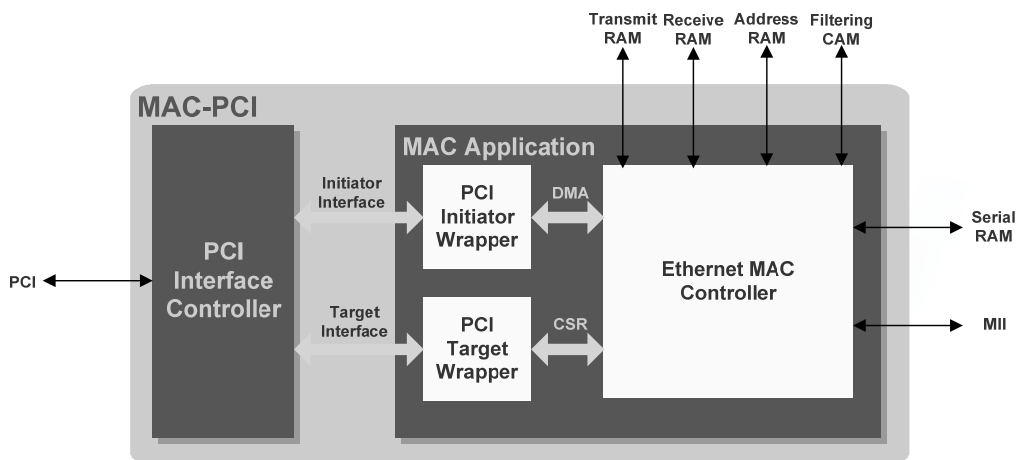 Transmit
RAM
Receive
RAM
Address
RAM
Filtering
CAM
MAC-PCI
MAC Application
Initiator
Interface
PCI
Initiator
Wrapper
DMA
Serial
RAM
PCI
PCI
Interface
Controller
Ethernet MAC
Controller
Target
Interface
PCI
Target
Wrapper
CSR
MII